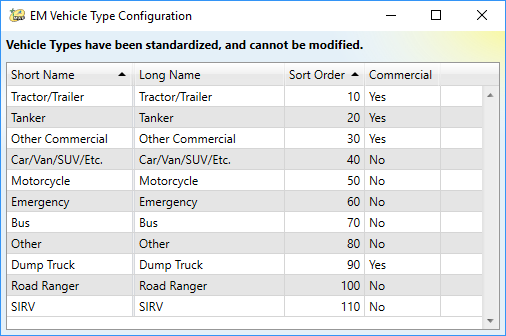 EM Vehicle Type Configuration
Vehicle Types have been standardized, and cannot be modified.
Short Name Long Name Sort Order Commercial
Tractor/Trailer Tractor/Trailer 10 Yes
Tanker Tanker 20 Yes
Other Commercial Other Commercial 30 Yes
Car/Van/SUV/Etc. Car/Van/SUV/Etc. 40 No
Motorcycle Motorcycle 50 No
Emergency Emergency 60 No
Bus Bus 70 No
Other Other 80 No
Dump Truck Dump Truck 90 Yes
Road Ranger Road Ranger 100 No
SIRV SIRV 110 No